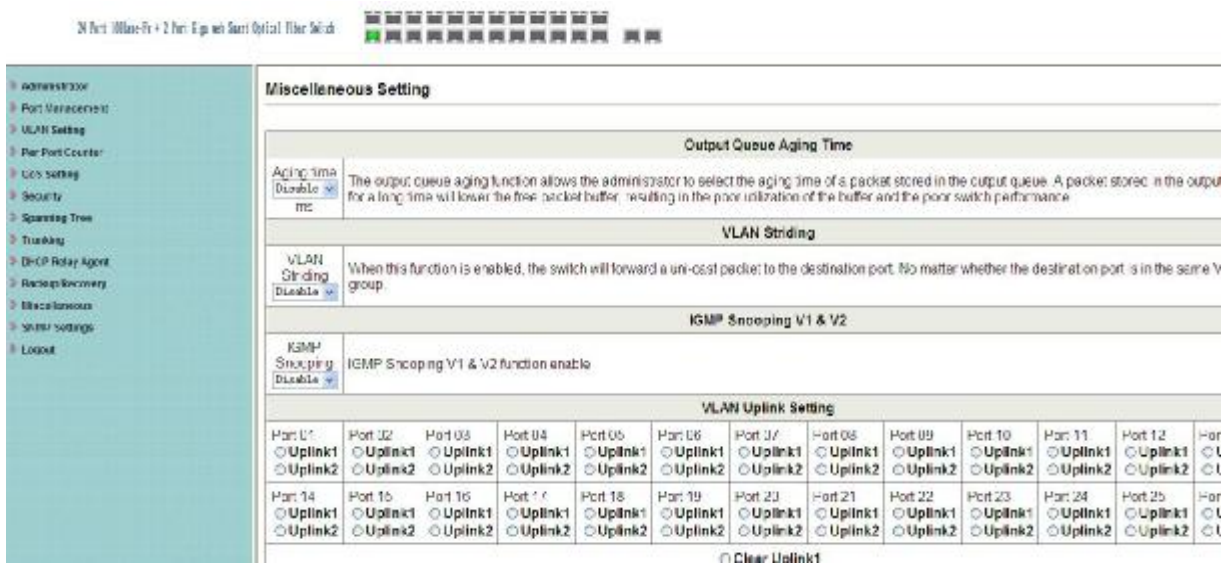 24 Port 100Base-FX + 2 Port Gigabit Smart Optical Fiber Switch
Administrator
Port Management
VLAN Setting
Per Port Counter
QoS Setting
Security
Spanning Tree
Trunking
DHCP Relay Agent
Backup/Recovery
Miscellaneous
SNMP Settings
Logout
Miscellaneous Setting
Output Queue Aging Time
Aging time
Disable
ms
The output queue aging function allows the administrator to select the aging time of a packet stored in the output queue. A packet stored in the output
for a long time will lower the free packet buffer, resulting in the poor utilization of the buffer and the poor switch performance
VLAN Striding
VLAN
Striding
Disable
When this function is enabled, the switch will forward a uni-cast packet to the destination port. No matter whether the destination port is in the same V
group.
IGMP Snooping V1 & V2
IGMP
Snooping
Disable
IGMP Snooping V1 & V2 function enable
VLAN Uplink Setting
Port 01 Port 02 Port 03 Port 04 Port 05 Port 06 Port 07 Port 08 Port 09 Port 10 Port 11 Port 12
Uplink1 Uplink1 Uplink1 Uplink1 Uplink1 Uplink1 Uplink1 Uplink1 Uplink1 Uplink1 Uplink1 Uplink1
Uplink2 Uplink2 Uplink2 Uplink2 Uplink2 Uplink2 Uplink2 Uplink2 Uplink2 Uplink2 Uplink2 Uplink2
Port 14 Port 15 Port 16 Port 17 Port 18 Port 19 Port 20 Port 21 Port 22 Port 23 Port 24 Port 25
Uplink1 Uplink1 Uplink1 Uplink1 Uplink1 Uplink1 Uplink1 Uplink1 Uplink1 Uplink1 Uplink1 Uplink1
Uplink2 Uplink2 Uplink2 Uplink2 Uplink2 Uplink2 Uplink2 Uplink2 Uplink2 Uplink2 Uplink2 Uplink2
Clear Uplink1